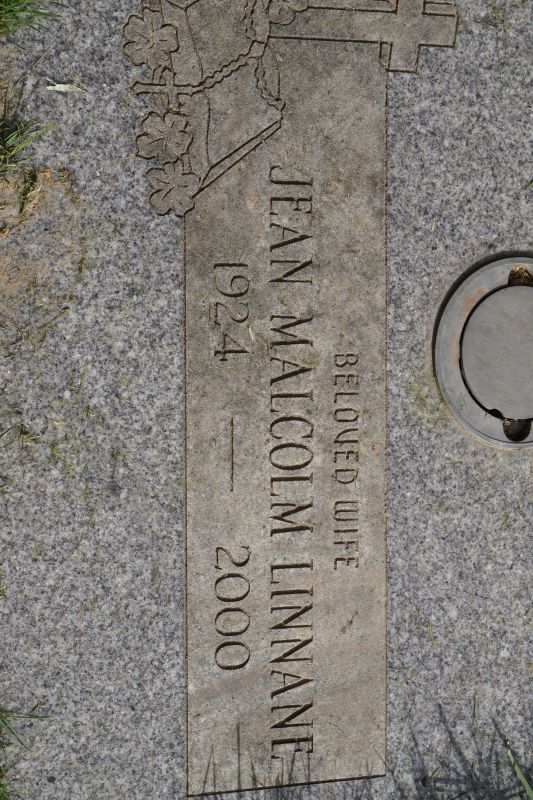 BELOVED WIFE
JEAN MALCOLM LINNANE
1924 — 2000